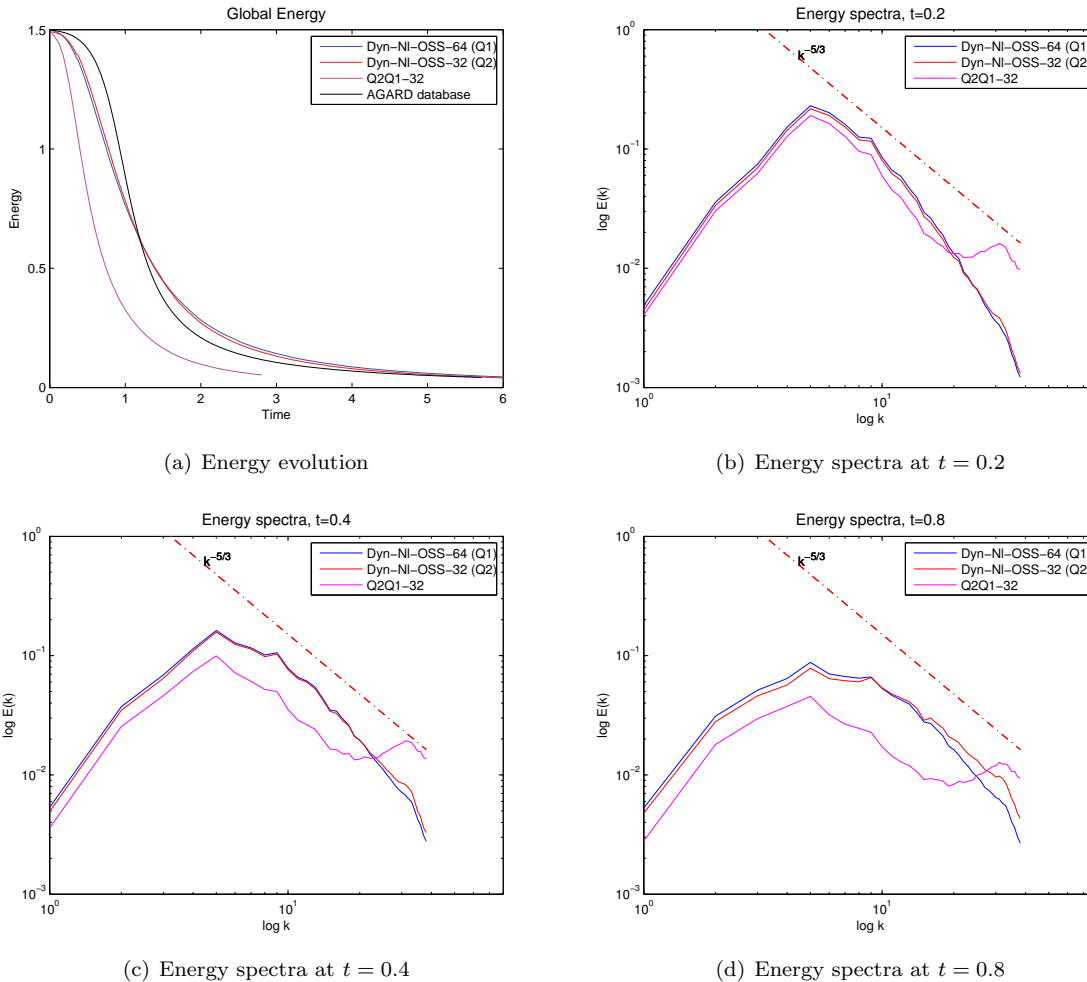 Global Energy
1.5
1
0.5
0
Energy
Dyn−Nl−OSS−64 (Q1)
Dyn−Nl−OSS−32 (Q2)
Q2Q1−32
AGARD database
0 1 2 3 4 5 6
Time
(a) Energy evolution
Energy spectra, t=0.2
10^0
10^−1
10^−2
10^−3
log E(k)
k^−5/3
Dyn−Nl−OSS−64 (Q1)
Dyn−Nl−OSS−32 (Q2)
Q2Q1−32
10^0 10^1
log k
(b) Energy spectra at t = 0.2
Energy spectra, t=0.4
10^0
10^−1
10^−2
10^−3
log E(k)
k^−5/3
Dyn−Nl−OSS−64 (Q1)
Dyn−Nl−OSS−32 (Q2)
Q2Q1−32
10^0 10^1
log k
(c) Energy spectra at t = 0.4
Energy spectra, t=0.8
10^0
10^−1
10^−2
10^−3
log E(k)
k^−5/3
Dyn−Nl−OSS−64 (Q1
Dyn−Nl−OSS−32 (Q2
Q2Q1−32
10^0 10^1
log k
(d) Energy spectra at t = 0.8